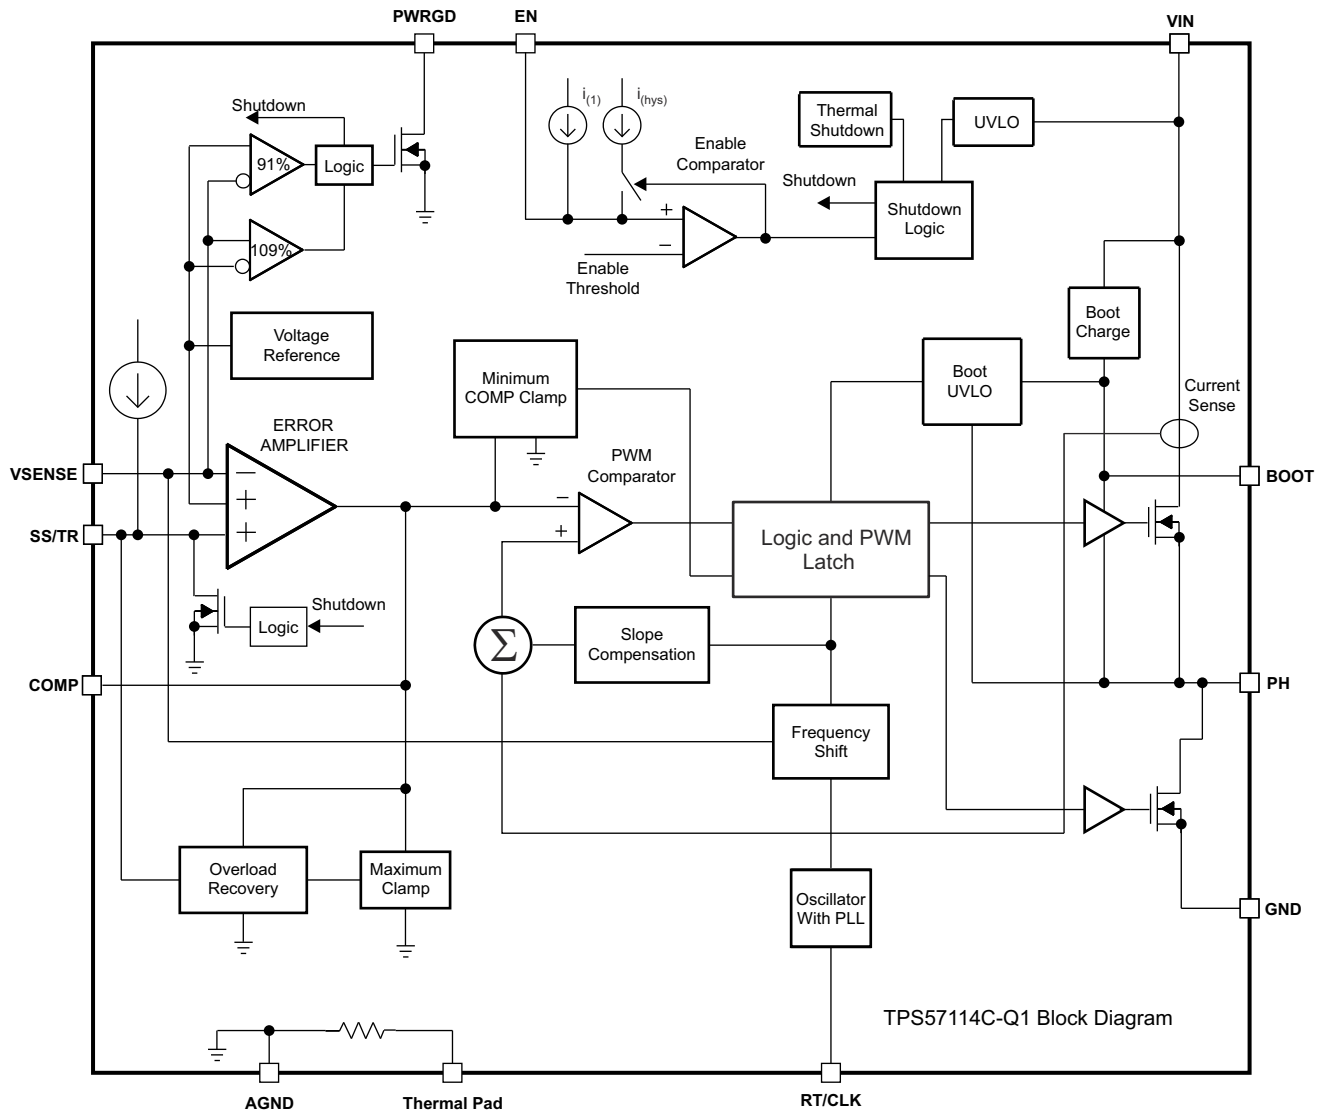 PWRGD
EN
VIN
i(1)
i(hys)
Shutdown
Thermal
Shutdown
UVLO
91%
Logic
Enable
Comparator
Shutdown
+
Shutdown
Logic
−
109%
Enable
Threshold
Voltage
Reference
Boot
Charge
Minimum
COMP Clamp
Boot
UVLO
Current
Sense
ERROR
AMPLIFIER
PWM
Comparator
VSENSE
−
+
+
BOOT
−
+
SS/TR
Logic and PWM
Latch
Shutdown
Logic
Σ
Slope
Compensation
COMP
PH
Frequency
Shift
Overload
Recovery
Maximum
Clamp
Oscillator
With PLL
GND
TPS57114C-Q1 Block Diagram
AGND
Thermal Pad
RT/CLK